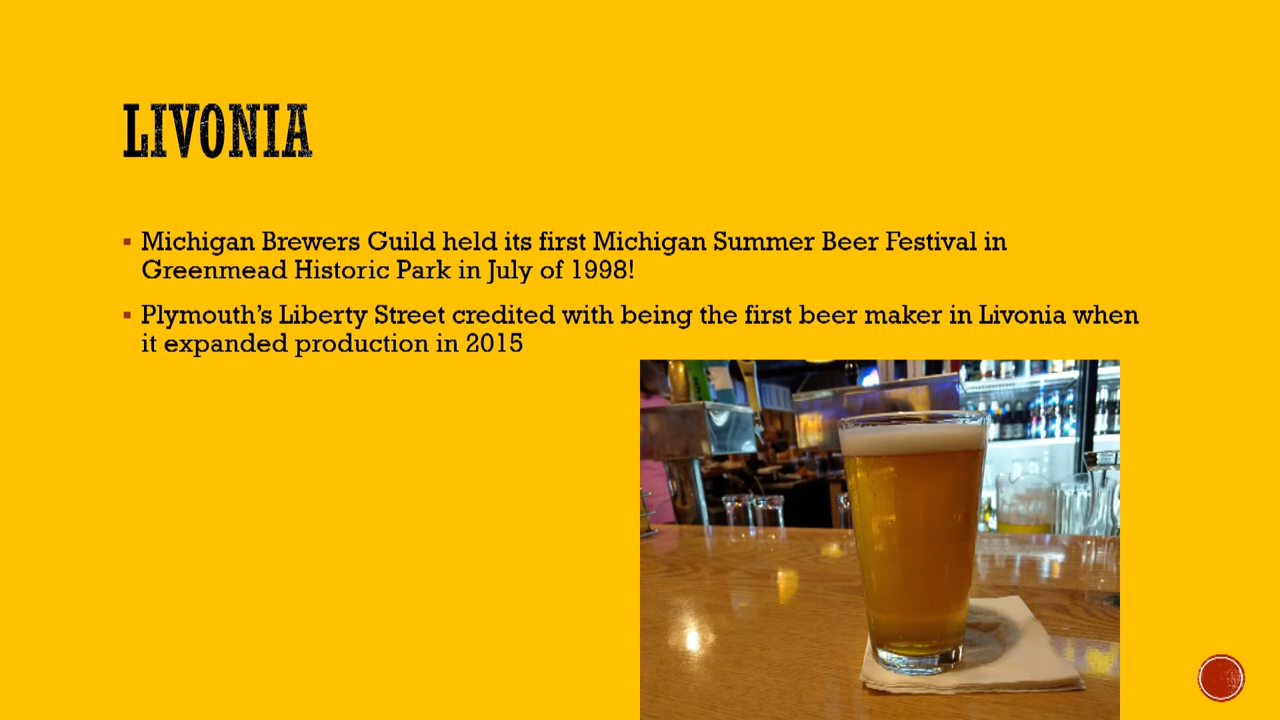 LIVONIA
Michigan Brewers Guild held its first Michigan Summer Beer Festival in
Greenmead Historic Park in July of 1998!
Plymouth’s Liberty Street credited with being the first beer maker in Livonia when
it expanded production in 2015